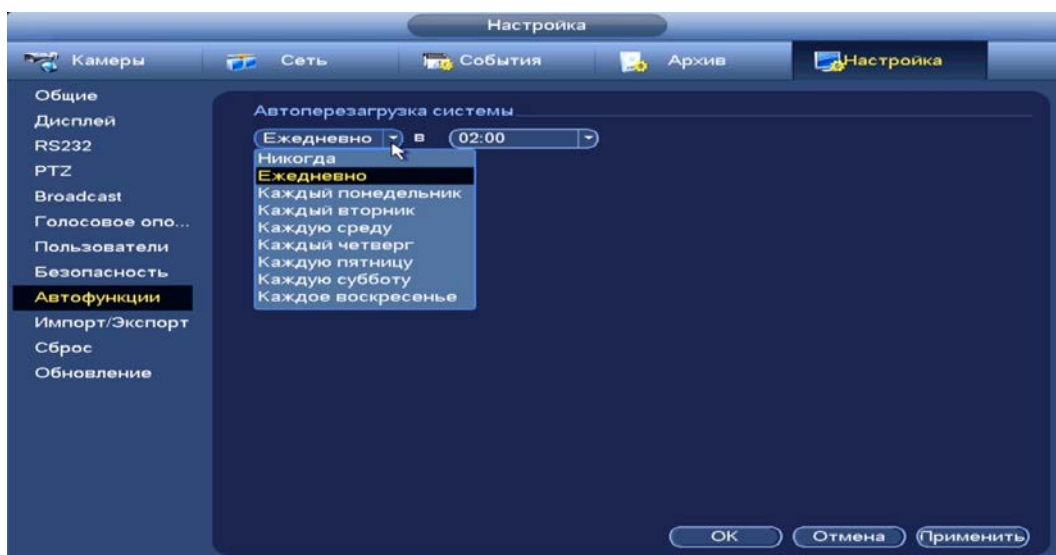 Настройка
Камеры Сеть События Архив Настройка
Общие
Дисплей
RS232
PTZ
Broadcast
Голосовое опо...
Пользователи
Безопасность
Автофункции
Импорт/Экспорт
Сброс
Обновление
Автоперезагрузка системы
Ежедневно в 02:00
Никогда
Ежедневно
Каждый понедельник
Каждый вторник
Каждую среду
Каждый четверг
Каждую пятницу
Каждую субботу
Каждое воскресенье
OK Отмена Применить